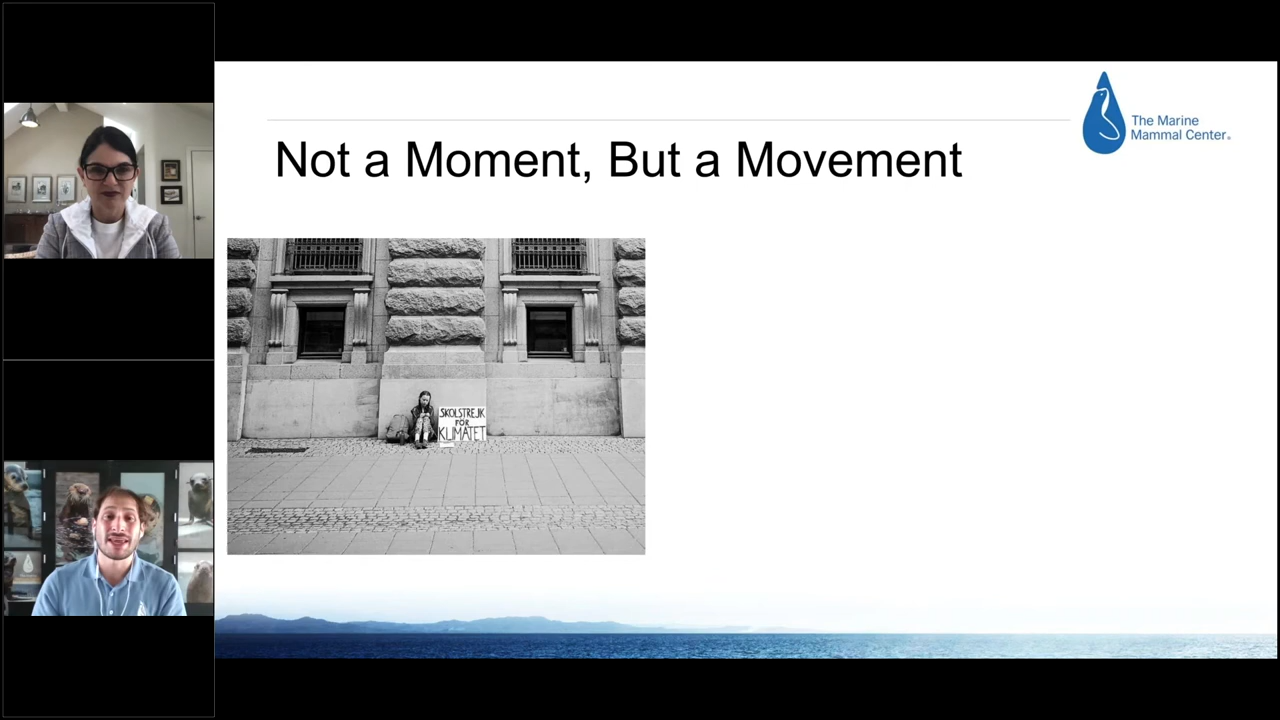 The Marine
Mammal Center®
Not a Moment, But a Movement
SKOLSTREJK
FÖR
KLIMATET